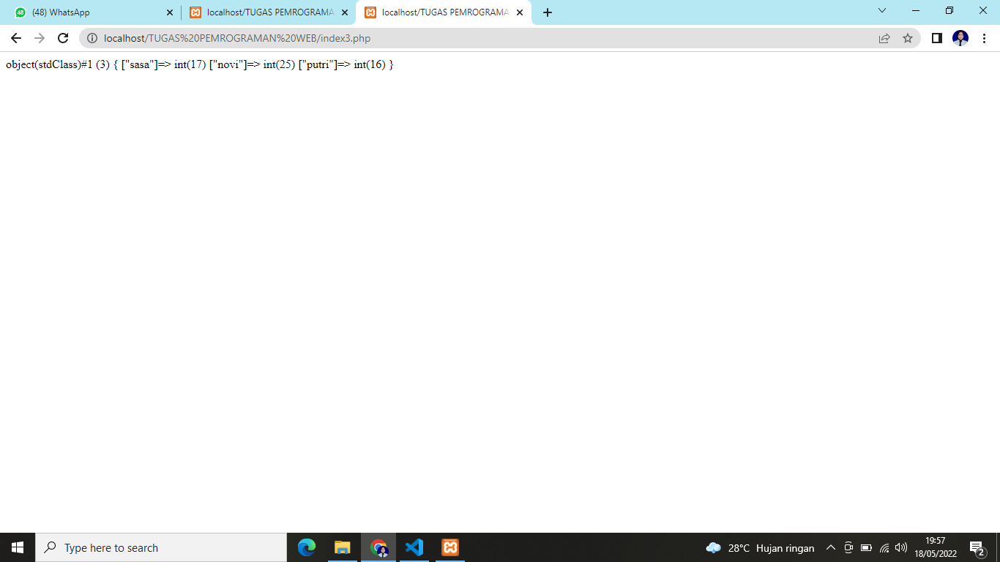 48 (48) WhatsApp
localhost/TUGAS PEMROGRAMA
localhost/TUGAS PEMROGRAMA
localhost/TUGAS%20PEMROGRAMAN%20WEB/index3.php
object(stdClass)#1 (3) { ["sasa"]=> int(17) ["novi"]=> int(25) ["putri"]=> int(16) }
Type here to search
28°C Hujan ringan
19:57
18/05/2022
2